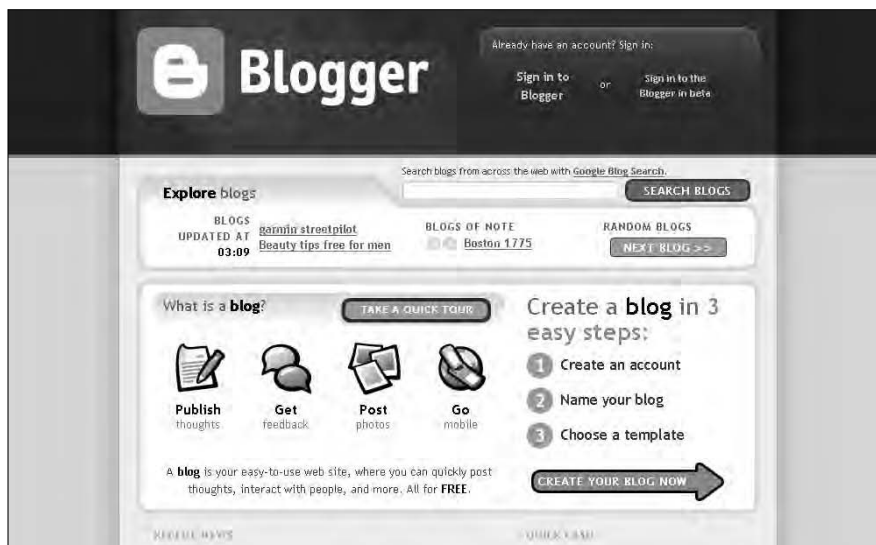 Blogger
Already have an account? Sign in:
Sign in to
Blogger
or
Sign in to the
Blogger in beta
Search blogs from across the web with Google Blog Search.
Explore blogs
SEARCH BLOGS
BLOGS
UPDATED AT
03:09
garmin streetpilot
Beauty tips free for men
BLOGS OF NOTE
Boston 1775
RANDOM BLOGS
NEXT BLOG >>
What is a blog?
TAKE A QUICK TOUR
Publish
thoughts
Get
feedback
Post
photos
Go
mobile
A blog is your easy-to-use web site, where you can quickly post
thoughts, interact with people, and more. All for FREE.
Create a blog in 3
easy steps:
1 Create an account
2 Name your blog
3 Choose a template
CREATE YOUR BLOG NOW